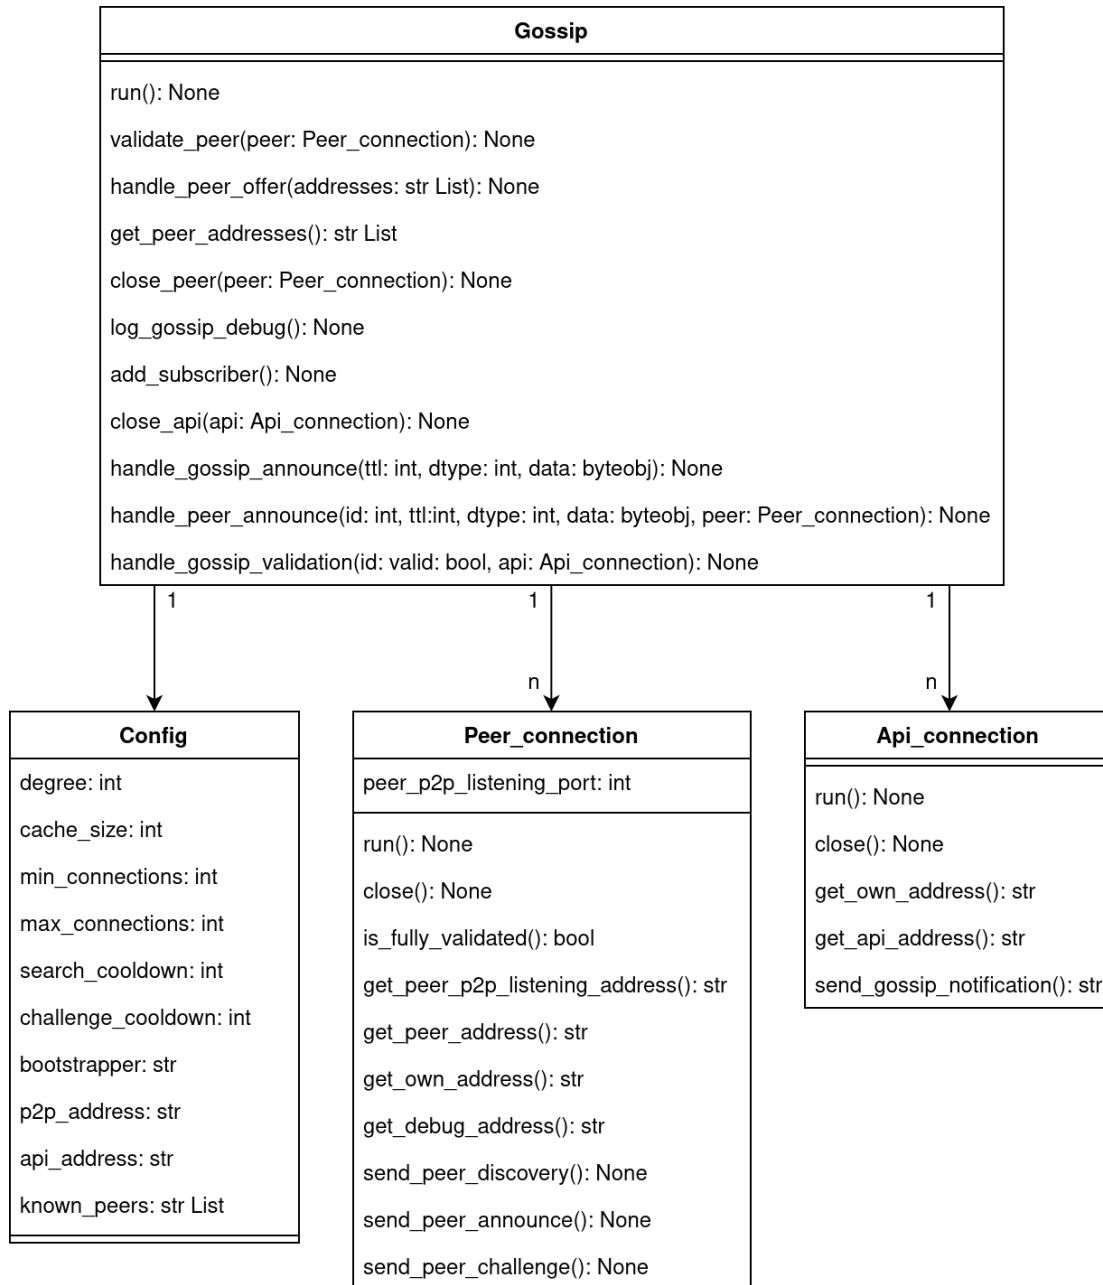 Gossip
run(): None
validate_peer(peer: Peer_connection): None
handle_peer_offer(addresses: str List): None
get_peer_addresses(): str List
close_peer(peer: Peer_connection): None
log_gossip_debug(): None
add_subscriber(): None
close_api(api: Api_connection): None
handle_gossip_announce(ttl: int, dtype: int, data: byteobj): None
handle_peer_announce(id: int, ttl:int, dtype: int, data: byteobj, peer: Peer_connection): None
handle_gossip_validation(id: valid: bool, api: Api_connection): None
1
1
1
n
n
Config
degree: int
cache_size: int
min_connections: int
max_connections: int
search_cooldown: int
challenge_cooldown: int
bootstrapper: str
p2p_address: str
api_address: str
known_peers: str List
Peer_connection
peer_p2p_listening_port: int
run(): None
close(): None
is_fully_validated(): bool
get_peer_p2p_listening_address(): str
get_peer_address(): str
get_own_address(): str
get_debug_address(): str
send_peer_discovery(): None
send_peer_announce(): None
send_peer_challenge(): None
Api_connection
run(): None
close(): None
get_own_address(): str
get_api_address(): str
send_gossip_notification(): str